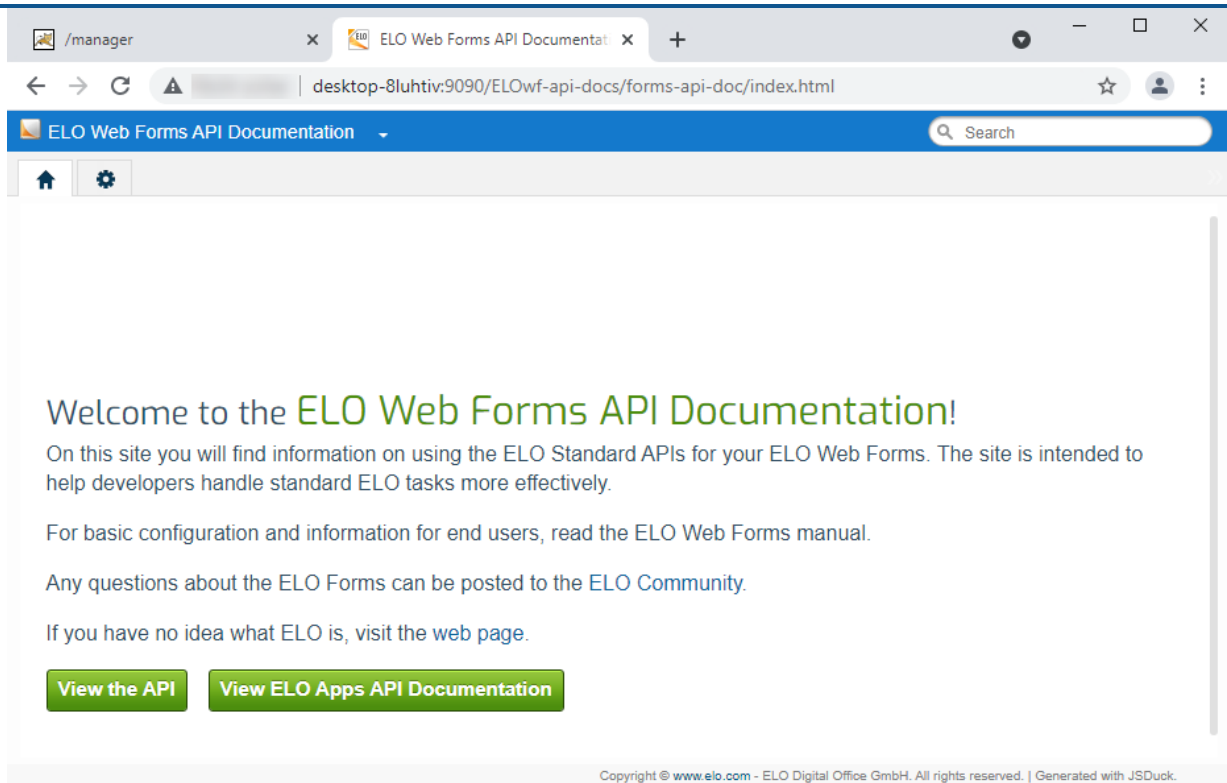 /manager
ELO Web Forms API Documentat
desktop-8luhtiv:9090/ELOwf-api-docs/forms-api-doc/index.html
ELO Web Forms API Documentation
Search
Welcome to the ELO Web Forms API Documentation!
On this site you will find information on using the ELO Standard APIs for your ELO Web Forms. The site is intended to
help developers handle standard ELO tasks more effectively.
For basic configuration and information for end users, read the ELO Web Forms manual.
Any questions about the ELO Forms can be posted to the ELO Community.
If you have no idea what ELO is, visit the web page.
View the API View ELO Apps API Documentation
Copyright © www.elo.com - ELO Digital Office GmbH. All rights reserved. | Generated with JSDuck.